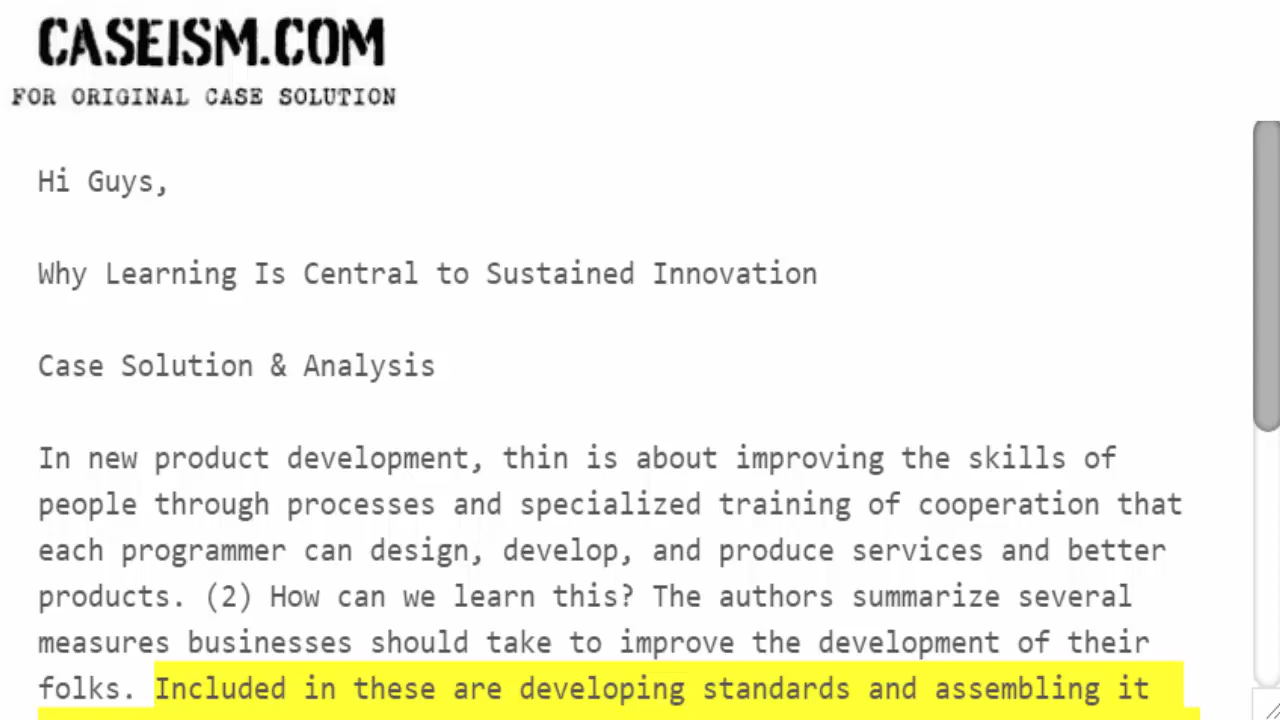 CASEISM.COM
FOR ORIGINAL CASE SOLUTION
Hi Guys,
Why Learning Is Central to Sustained Innovation
Case Solution & Analysis
In new product development, thin is about improving the skills of
people through processes and specialized training of cooperation that
each programmer can design, develop, and produce services and better
products. (2) How can we learn this? The authors summarize several
measures businesses should take to improve the development of their
folks. Included in these are developing standards and assembling it